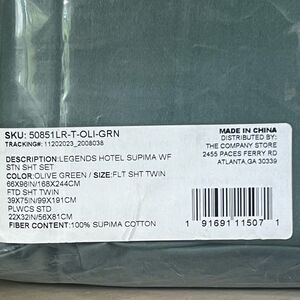 SKU: 50851LR-T-OLI-GRN
TRACKING#: 11202023_2008038
MADE IN CHINA
DISTRIBUTED BY:
THE COMPANY STORE
2455 PACES FERRY RD
ATLANTA,GA 30339
DESCRIPTION:LEGENDS HOTEL SUPIMA WF
STN SHT SET
COLOR:OLIVE GREEN / SIZE:FLT SHT TWIN
66X96IN/168X244CM
FTD SHT TWIN
39X75IN/99X191CM
PLWCS STD
22X32IN/56X81CM
FIBER CONTENT:100% SUPIMA COTTON
1 91691 11507 1